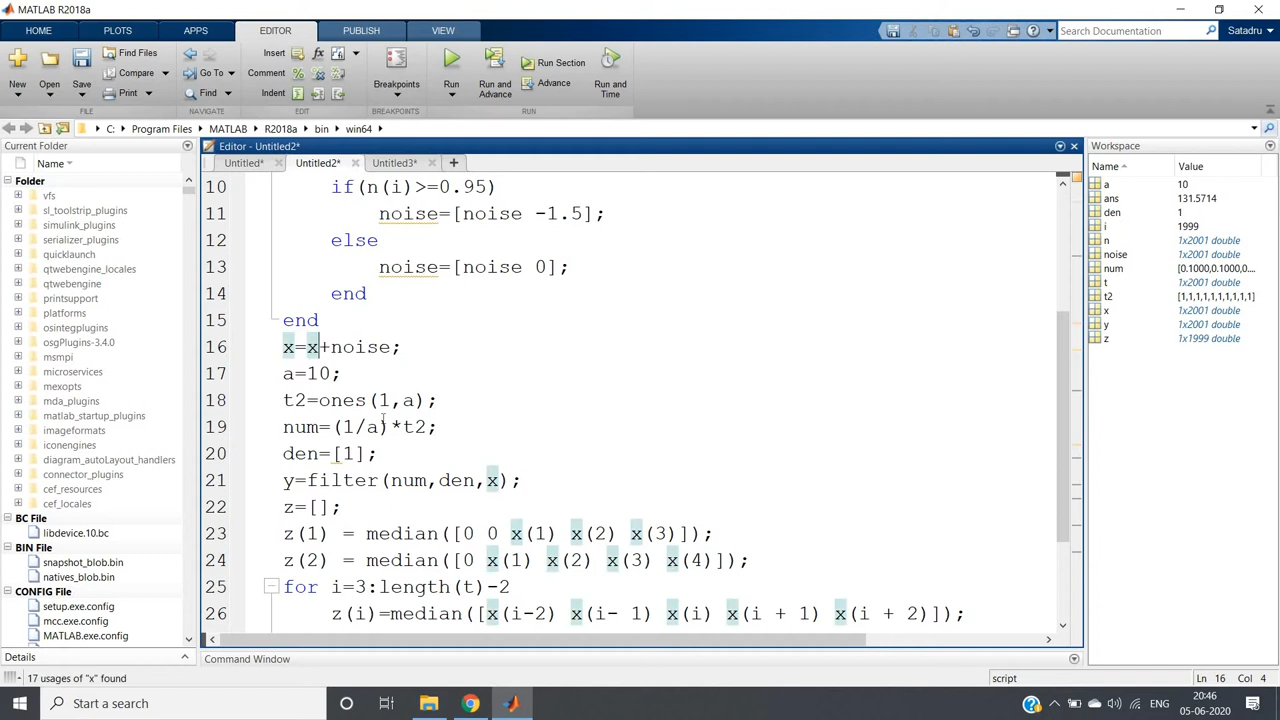 MATLAB R2018a
HOME PLOTS APPS EDITOR PUBLISH VIEW Search Documentation Satadru
New Open Save Find Files Compare Print
Go To Find
Insert fx Comment Indent
Breakpoints
Run Run and Advance Run Section Advance Run and Time
FILE NAVIGATE EDIT BREAKPOINTS RUN
C: Program Files MATLAB R2018a bin win64
Current Folder
Name
Folder
vfs
sl_toolstrip_plugins
simulink_plugins
serializer_plugins
quicklaunch
qtwebengine_locales
qtwebengine
printsupport
platforms
osintegplugins
osgPlugins-3.4.0
msmpi
microservices
mexopts
mda_plugins
matlab_startup_plugins
imageformats
iconengines
diagram_autoLayout_handlers
connector_plugins
cef_resources
cef_locales
BC File
libdevice.10.bc
BIN File
snapshot_blob.bin
natives_blob.bin
CONFIG File
setup.exe.config
mcc.exe.config
MATLAB.exe.config
Details
Editor - Untitled2*
Untitled* Untitled2* Untitled3*
10 if(n(i)>=0.95)
11 noise=[noise -1.5];
12 else
13 noise=[noise 0];
14 end
15 end
16 x=x+noise;
17 a=10;
18 t2=ones(1,a);
19 num=(1/a)*t2;
20 den=[1];
21 y=filter(num,den,x);
22 z=[];
23 z(1) = median([0 0 x(1) x(2) x(3)]);
24 z(2) = median([0 x(1) x(2) x(3) x(4)]);
25 for i=3:length(t)-2
26 z(i)=median([x(i-2) x(i- 1) x(i) x(i + 1) x(i + 2)]);
Command Window
Workspace
Name Value
a 10
ans 131.5714
den 1
i 1999
n 1x2001 double
noise 1x2001 double
num [0.1000,0.1000,0....
t 1x2001 double
t2 [1,1,1,1,1,1,1,1,1,1]
x 1x2001 double
y 1x2001 double
z 1x1999 double
17 usages of "x" found script Ln 16 Col 4
Type here to search
ENG 20:46
05-06-2020